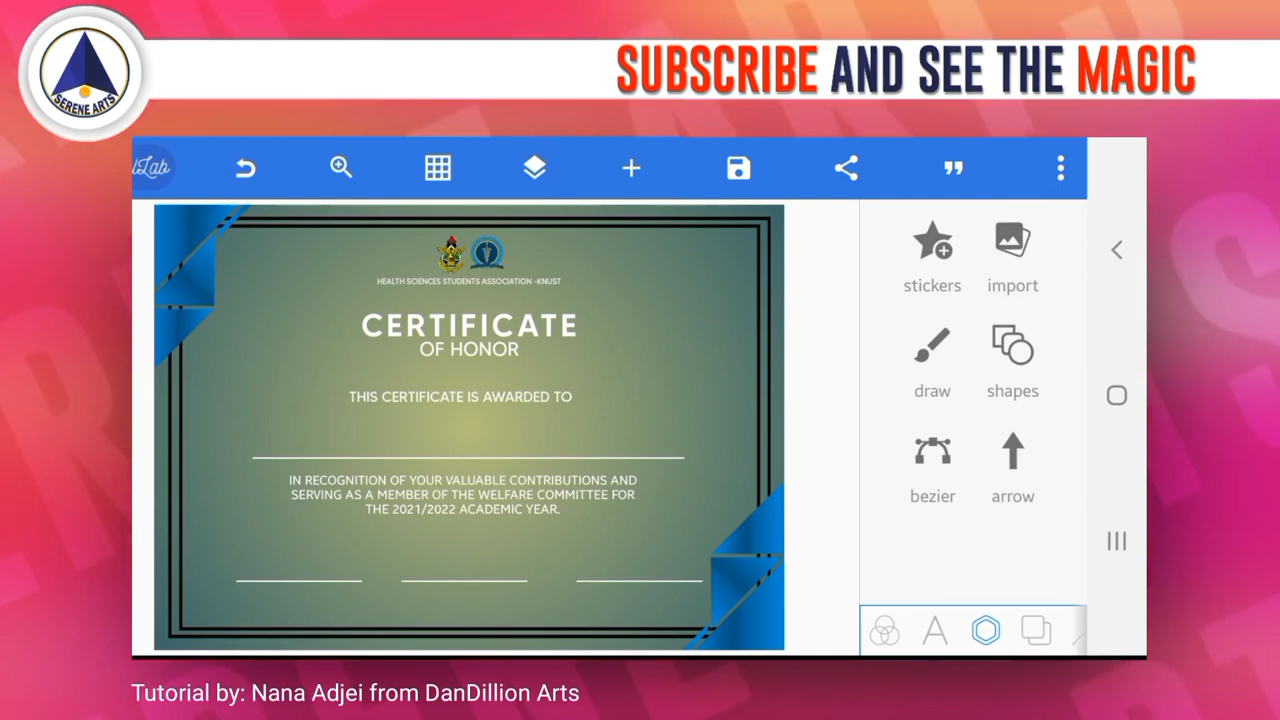 SERENE ARTS
SUBSCRIBE AND SEE THE MAGIC
lLab
HEALTH SCIENCES STUDENTS ASSOCIATION -KNUST
CERTIFICATE
OF HONOR
THIS CERTIFICATE IS AWARDED TO
IN RECOGNITION OF YOUR VALUABLE CONTRIBUTIONS AND
SERVING AS A MEMBER OF THE WELFARE COMMITTEE FOR
THE 2021/2022 ACADEMIC YEAR.
stickers import
draw shapes
bezier arrow
A
Tutorial by: Nana Adjei from DanDillion Arts